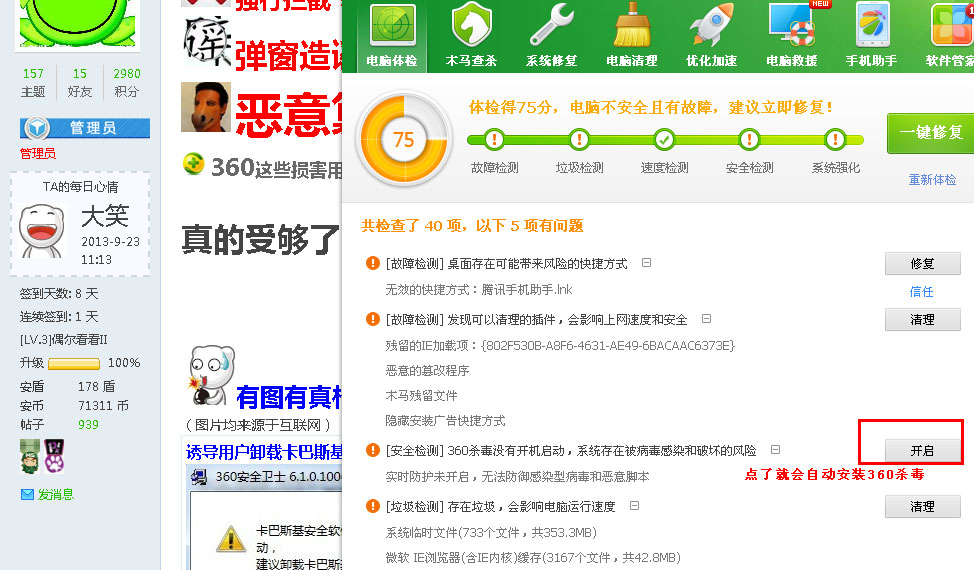 157 15 2980
主题 好友 积分
管理员
管理员
TA的每日心情
大笑
2013-9-23
11:13
签到天数: 8 天
连续签到: 1 天
[LV.3]偶尔看看II
升级 100%
安盾 178 盾
安币 71311 币
帖子 939
发消息
强行拦截
谣
弹窗造谣
恶意
360这些损害用
真的受够了
有图有真相
(图片均来源于互联网)
诱导用户卸载卡巴斯基
360安全卫士 6.1.0.100
卡巴斯基安全软
动,
建议卸载卡巴斯
电脑体检 木马查杀 系统修复 电脑清理 优化加速 电脑救援 手机助手 软件管家
NEW
1
75
体检得75分，电脑不安全且有故障，建议立即修复！
一键修复
故障检测 垃圾检测 速度检测 安全检测 系统强化
重新体检
共检查了 40 项，以下 5 项有问题
[故障检测] 桌面存在可能带来风险的快捷方式
修复
无效的快捷方式：腾讯手机助手.lnk
信任
[故障检测] 发现可以清理的插件，会影响上网速度和安全
清理
残留的IE加载项：{802F530B-A8F6-4631-AE49-6BACAAC6373E}
恶意的篡改程序
木马残留文件
隐藏安装广告快捷方式
[安全检测] 360杀毒没有开机启动，系统存在被病毒感染和破坏的风险
开启
实时防护未开启，无法防御感染型病毒和恶意脚本
点了就会自动安装360杀毒
[垃圾检测] 存在垃圾，会影响电脑运行速度
清理
系统临时文件(733个文件，共353.3MB)
微软 IE浏览器(含IE内核)缓存(3167个文件，共42.8MB)